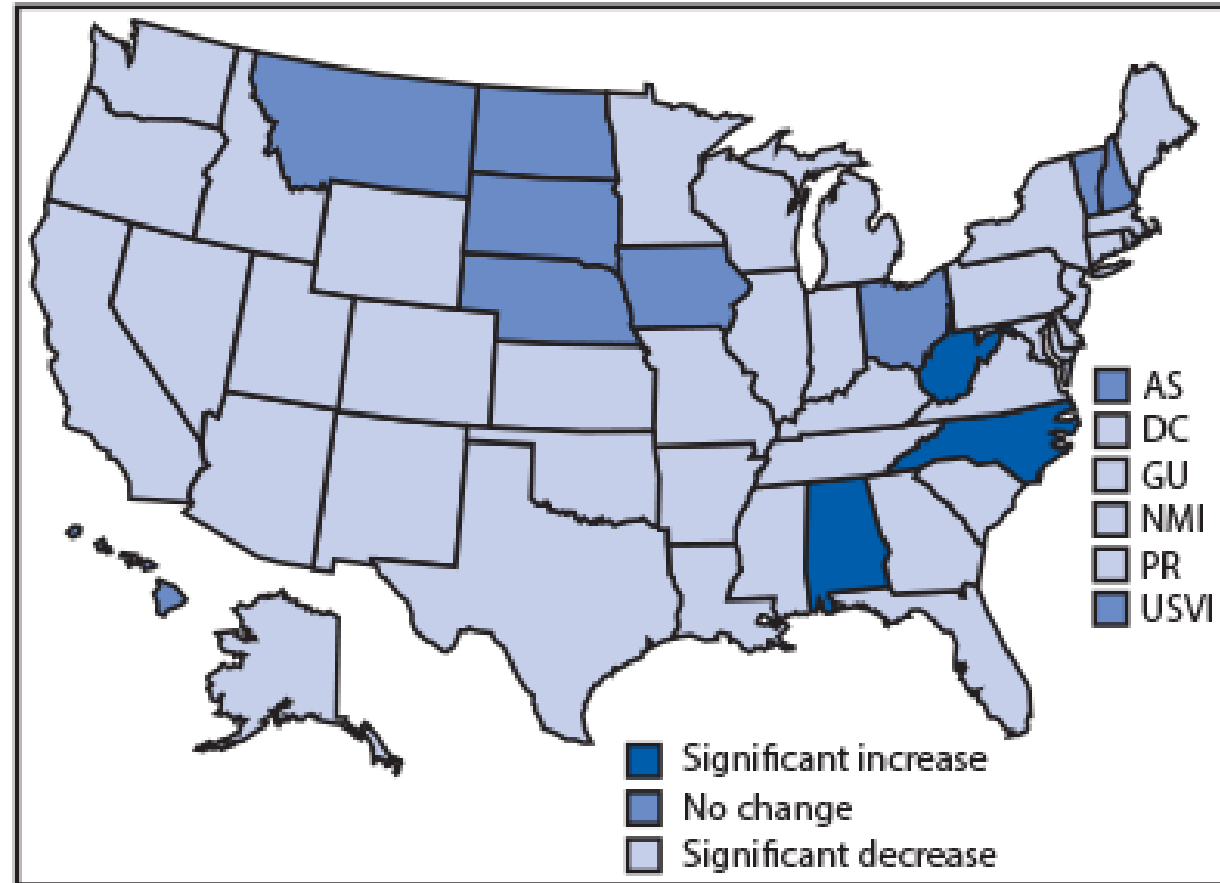 AS
DC
GU
NMI
PR
USVI
Significant increase
No change
Significant decrease